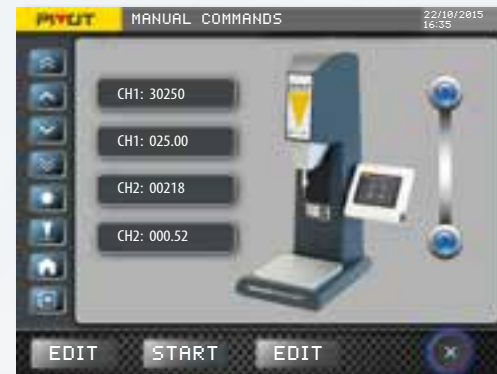 PIVOT
MANUAL COMMANDS
22/10/2015
16:35
CH1: 30250
CH1: 025.00
CH2: 00218
CH2: 000.52
EDIT
START
EDIT